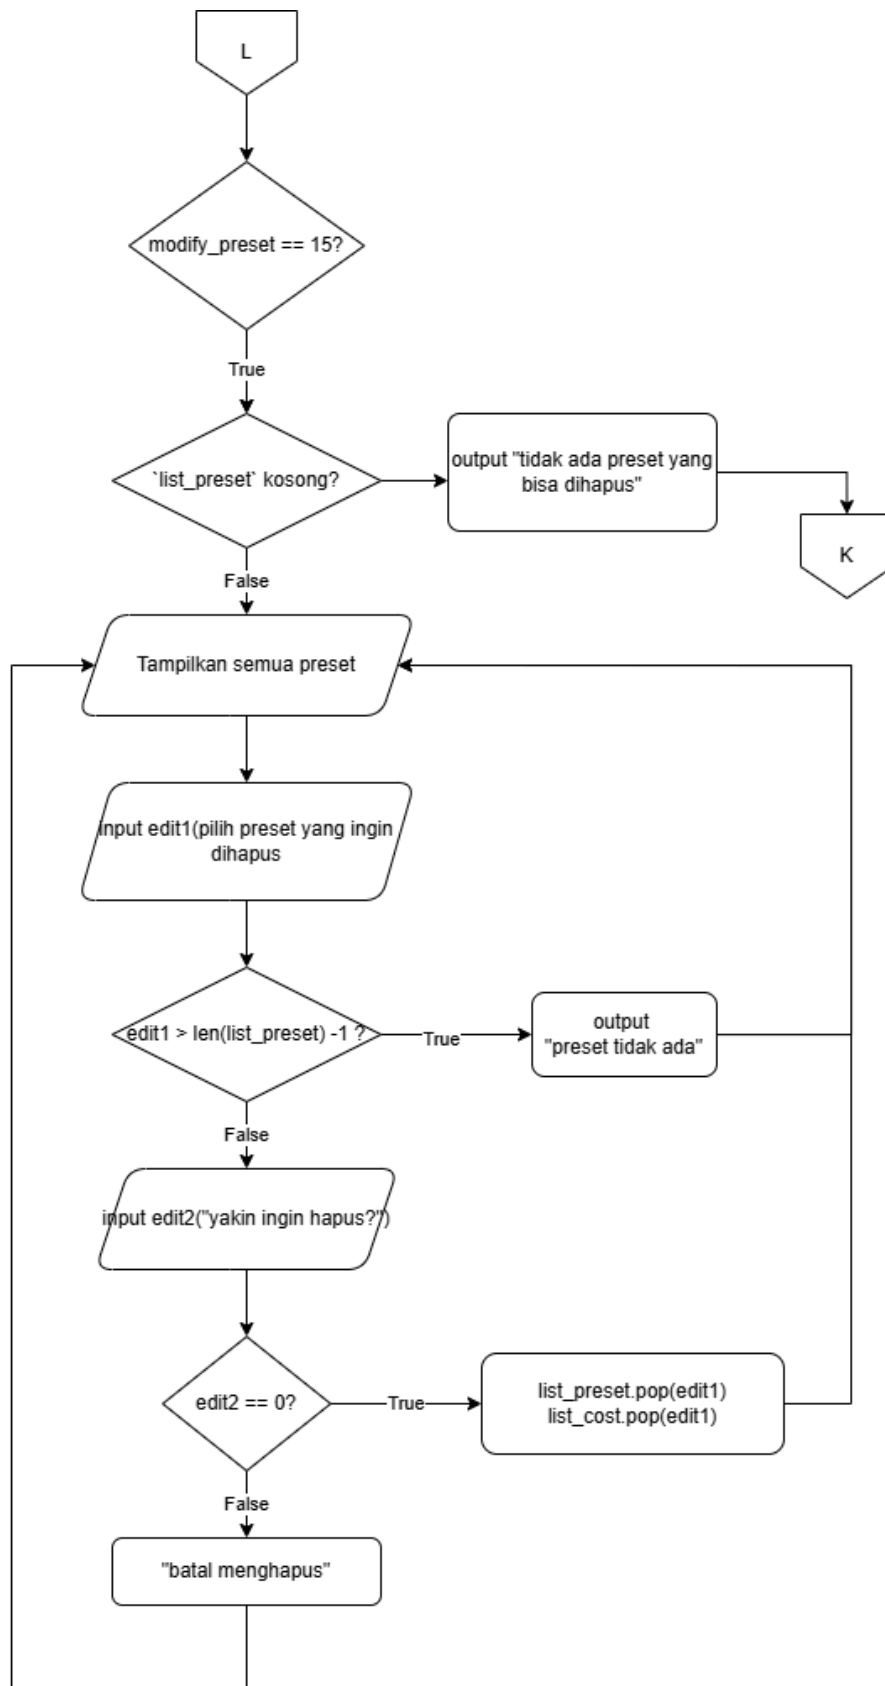 L
modify_preset == 15?
True
`list_preset` kosong?
output "tidak ada preset yang
bisa dihapus"
K
False
Tampilkan semua preset
input edit1(pilih preset yang ingin
dihapus
edit1 > len(list_preset) -1 ?
True
output
"preset tidak ada"
False
input edit2("yakin ingin hapus?")
edit2 == 0?
True
list_preset.pop(edit1)
list_cost.pop(edit1)
False
"batal menghapus"